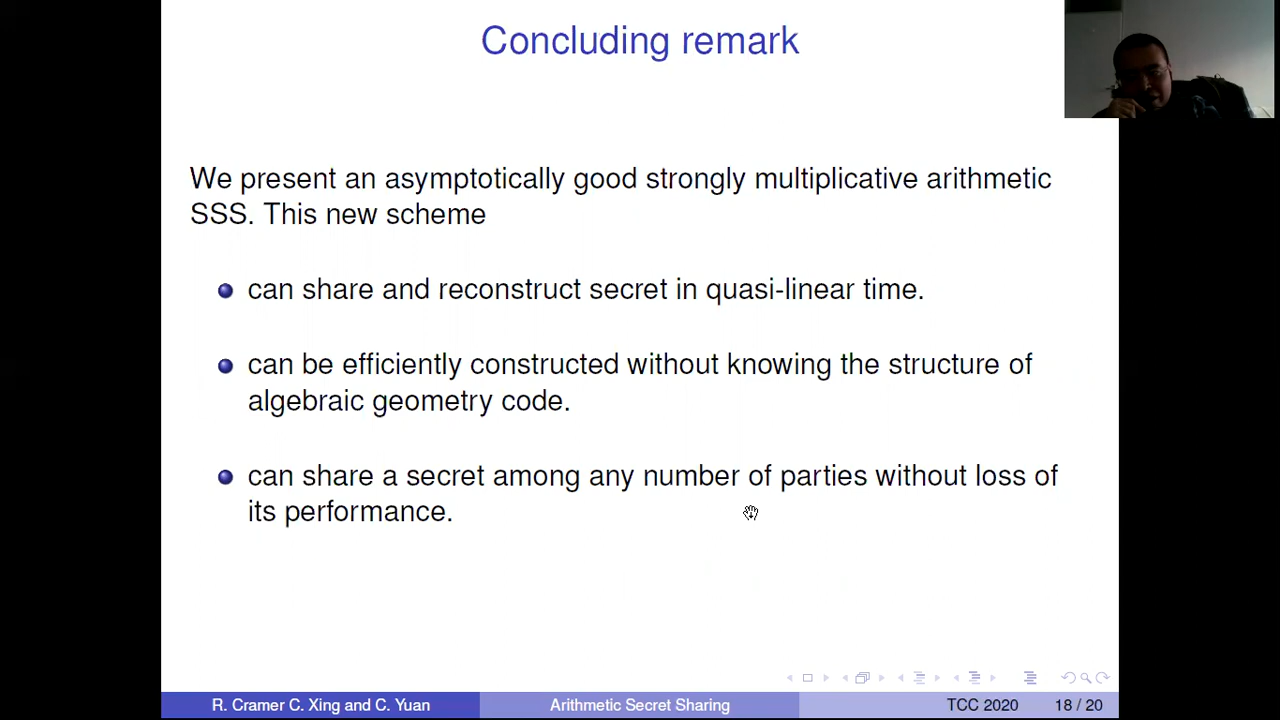 Concluding remark
We present an asymptotically good strongly multiplicative arithmetic
SSS. This new scheme
can share and reconstruct secret in quasi-linear time.
can be efficiently constructed without knowing the structure of
algebraic geometry code.
can share a secret among any number of parties without loss of
its performance.
R. Cramer C. Xing and C. Yuan
Arithmetic Secret Sharing
TCC 2020
18 / 20